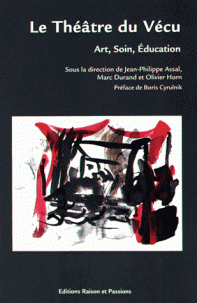 Le Théâtre du Vécu
Art, Soin, Éducation
Sous la direction de Jean-Philippe Assal,
Marc Durand et Olivier Horn
Préface de Boris Cyrulnik
Editions Raison et Passions